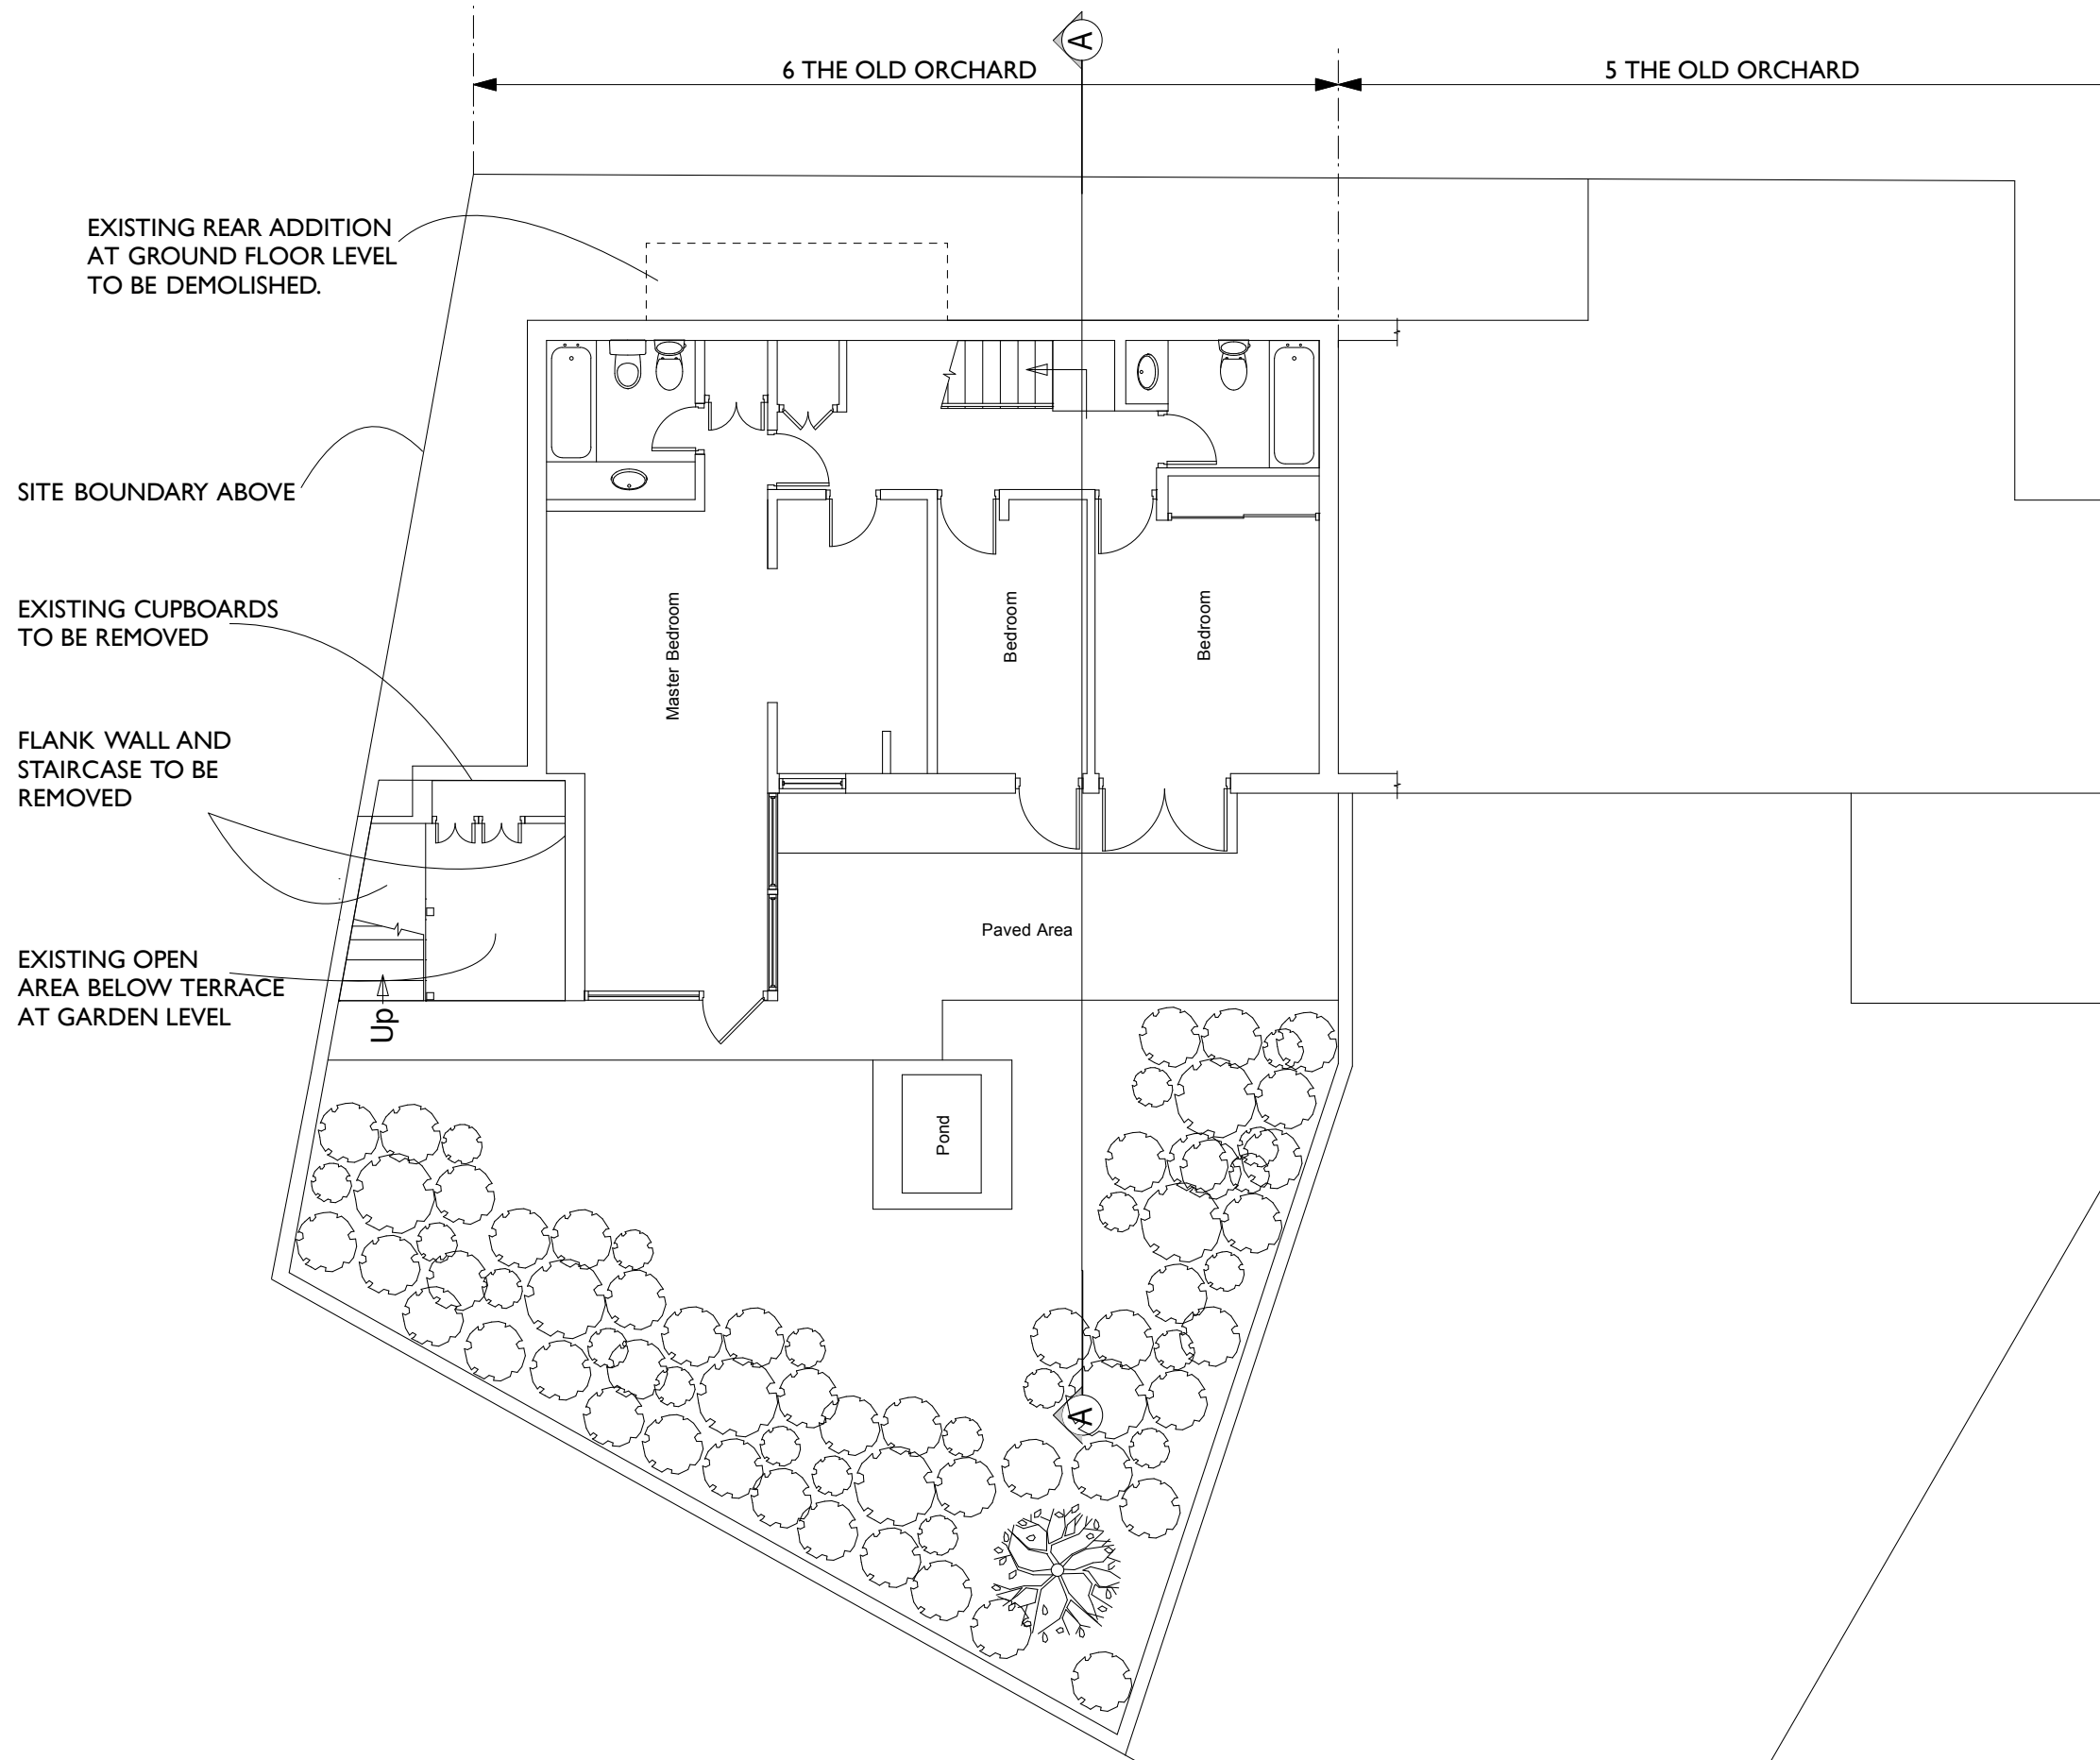 A
6 THE OLD ORCHARD
5 THE OLD ORCHARD
EXISTING REAR ADDITION
AT GROUND FLOOR LEVEL
TO BE DEMOLISHED.
SITE BOUNDARY ABOVE
EXISTING CUPBOARDS
TO BE REMOVED
FLANK WALL AND
STAIRCASE TO BE
REMOVED
EXISTING OPEN
AREA BELOW TERRACE
AT GARDEN LEVEL
Master Bedroom
Bedroom
Bedroom
Paved Area
Up
Pond
A